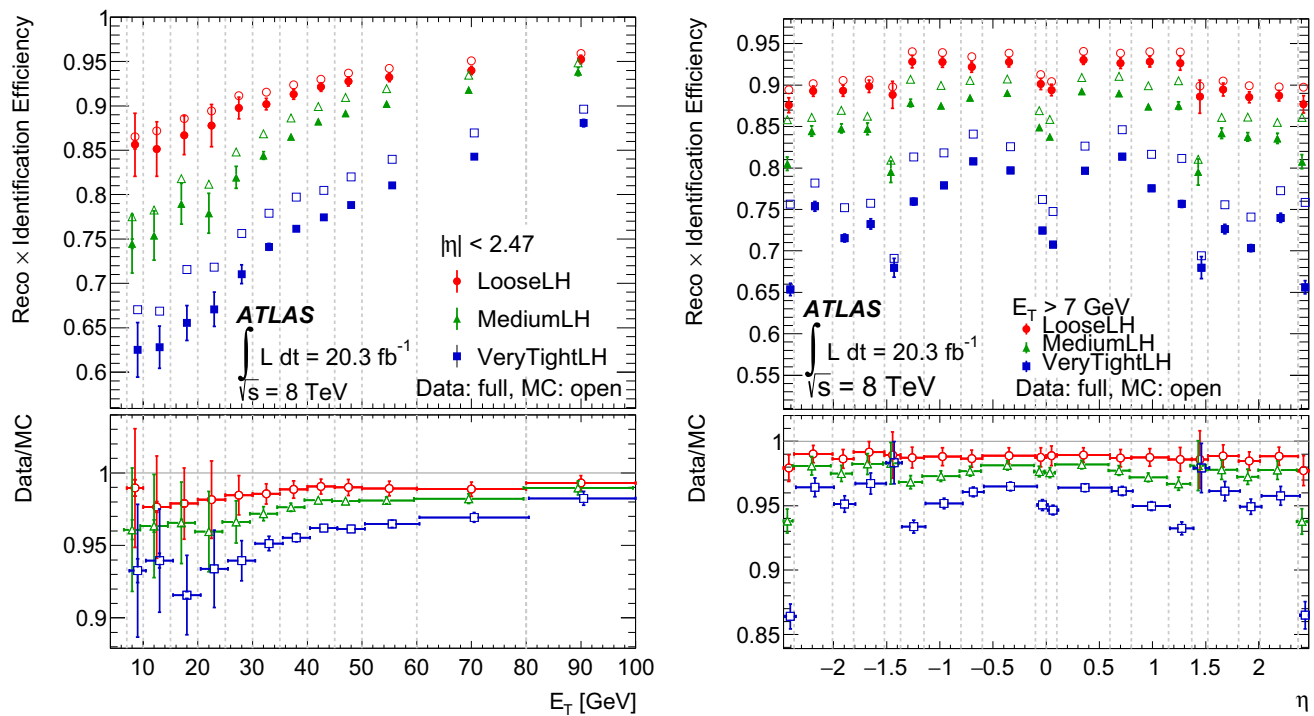 Reco × Identification Efficiency
1
0.95
0.9
0.85
0.8
0.75
0.7
0.65
0.6
|η| < 2.47
LooseLH
MediumLH
VeryTightLH
ATLAS
∫ L dt = 20.3 fb⁻¹
√s = 8 TeV
Data: full, MC: open
Data/MC
1
0.95
0.9
10 20 30 40 50 60 70 80 90 100
E_T [GeV]
Reco × Identification Efficiency
0.95
0.9
0.85
0.8
0.75
0.7
0.65
0.6
0.55
E_T > 7 GeV
LooseLH
MediumLH
VeryTightLH
ATLAS
∫ L dt = 20.3 fb⁻¹
√s = 8 TeV
Data: full, MC: open
Data/MC
1
0.95
0.9
0.85
−2 −1.5 −1 −0.5 0 0.5 1 1.5 2
η